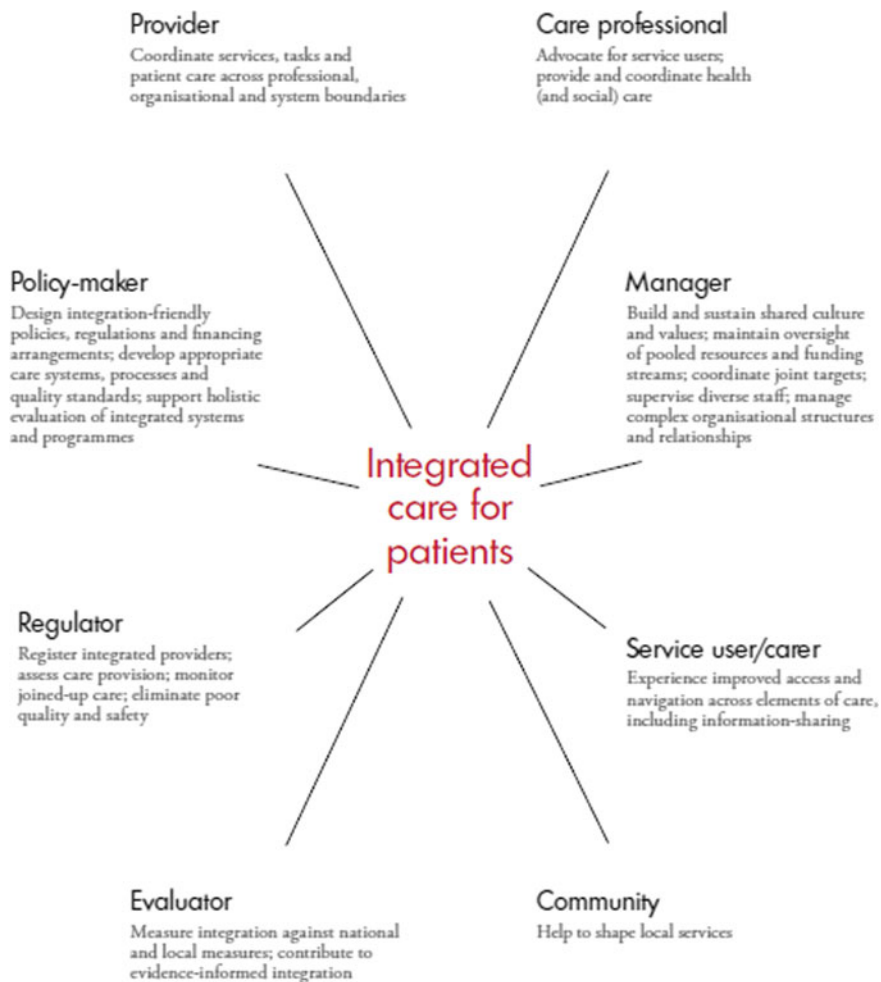 Provider
Coordinate services, tasks and
patient care across professional,
organisational and system boundaries
Care professional
Advocate for service users;
provide and coordinate health
(and social) care
Policy-maker
Design integration-friendly
policies, regulations and financing
arrangements; develop appropriate
care systems, processes and
quality standards; support holistic
evaluation of integrated systems
and programmes
Manager
Build and sustain shared culture
and values; maintain oversight
of pooled resources and funding
streams; coordinate joint targets;
supervise diverse staff; manage
complex organisational structures
and relationships
Integrated
care for
patients
Regulator
Register integrated providers;
assess care provision; monitor
joined-up care; eliminate poor
quality and safety
Service user/carer
Experience improved access and
navigation across elements of care,
including information-sharing
Evaluator
Measure integration against national
and local measures; contribute to
evidence-informed integration
Community
Help to shape local services